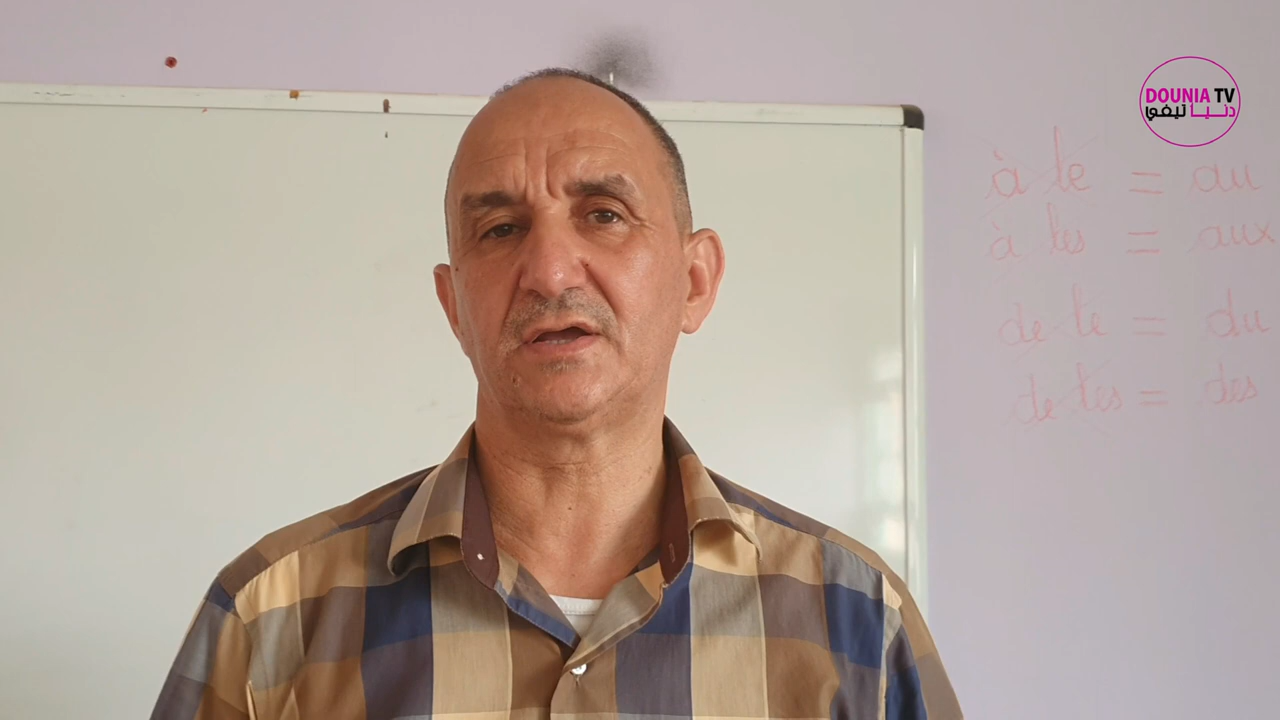 DOUNIA TV
دنيا تيفي
à le = au
à les = aux
de le = du
de les = des